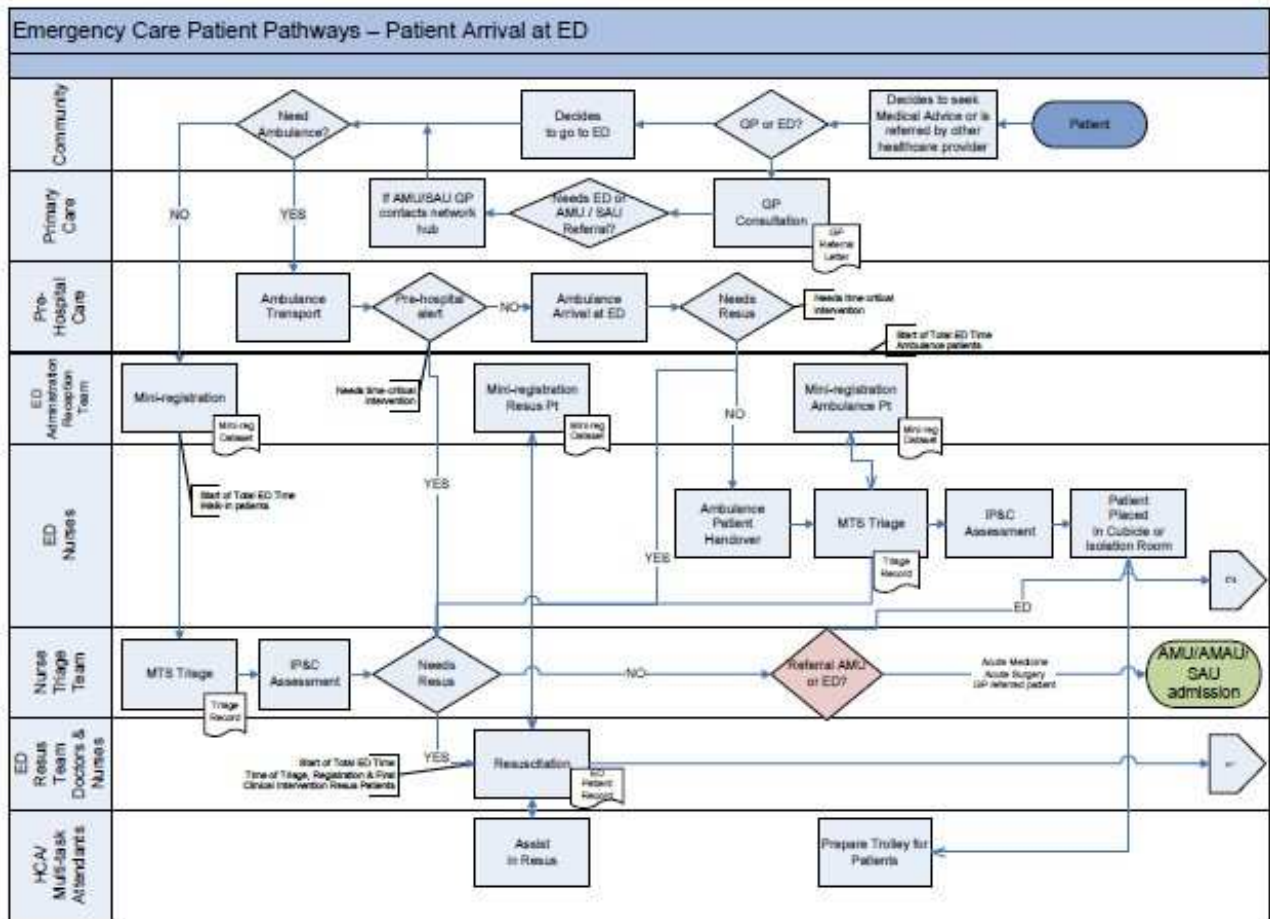 Emergency Care Patient Pathways – Patient Arrival at ED
Community
Need
Ambulance?
Decides
to go to ED
GP or ED?
Decides to seek
Medical Advice or is
referred by other
healthcare provider
Patient
Primary
Care
NO
YES
If AMU/SAU GP
contacts network
hub
Needs ED or
AMU / SAU
Referral?
GP
Consultation
GP
Referral
Letter
Pre-
Hospital
Care
Ambulance
Transport
Pre-hospital
alert
NO
Ambulance
Arrival at ED
Needs
Resus
Needs time critical
intervention
Start of Total ED Time
Ambulance patients
ED
Administration
Reception
Team
Mini-registration
Mini-reg
Dataset
Needs time-critical
intervention
Mini-registration
Resus Pt
Mini-reg
Dataset
NO
Mini-registration
Ambulance Pt
Mini-reg
Dataset
ED
Nurses
Start of Total ED Time
Walk-in patients
YES
YES
Ambulance
Patient
Handover
MTS Triage
Triage
Record
IP&C
Assessment
Patient
Placed
In Cubicle or
Isolation Room
ED
Nurse
Triage
Team
MTS Triage
Triage
Record
IP&C
Assessment
Needs
Resus
NO
Referral AMU
or ED?
Acute Medicine
Acute Surgery
GP referred patient
AMU/AMAU/
SAU
admission
ED
Resus
Team
Doctors &
Nurses
Start of Total ED Time
Time of Triage, Registration & First
Clinical Intervention Resus Patients
YES
Resuscitation
ED
Patient
Record
HCA/
Multi-task
Attendants
Assist
in Resus
Prepare Trolley for
Patients